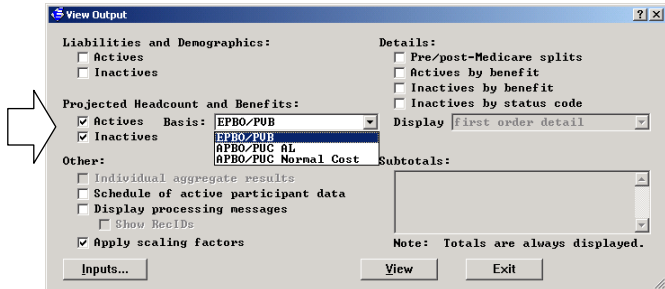 View Output
Liabilities and Demographics:
Actives
Inactives
Projected Headcount and Benefits:
Actives Basis: EPBO/PVB
Inactives
EPBO/PVB
APBO/PUC AL
APBO/PUC Normal Cost
Other:
Individual aggregate results
Schedule of active participant data
Display processing messages
Show RecIDs
Apply scaling factors
Details:
Pre/post-Medicare splits
Actives by benefit
Inactives by benefit
Inactives by status code
Display first order detail
Subtotals:
Note: Totals are always displayed.
Inputs...
View
Exit